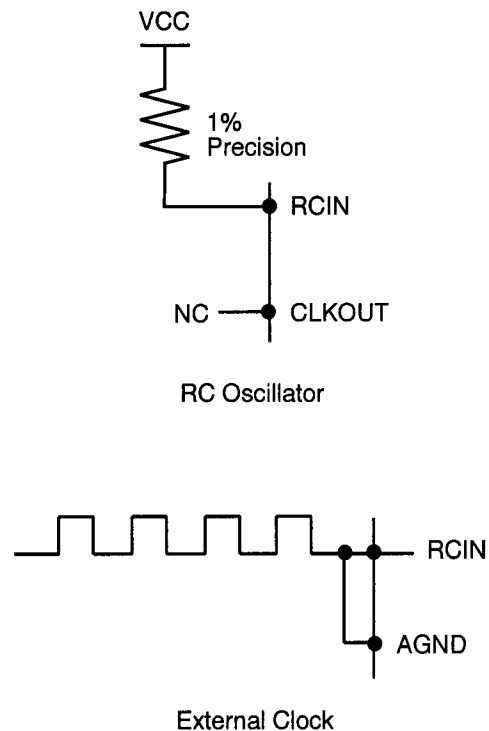 VCC
1%
Precision
RCIN
NC
CLKOUT
RC Oscillator
RCIN
AGND
External Clock